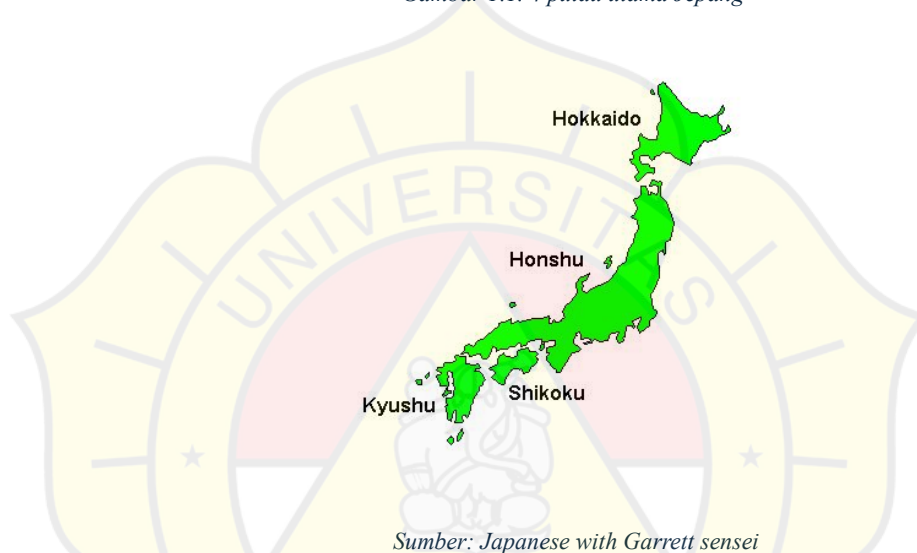 Hokkaido
UNIVERSITAS
Honshu
Shikoku
Kyushu
Sumber: Japanese with Garrett sensei